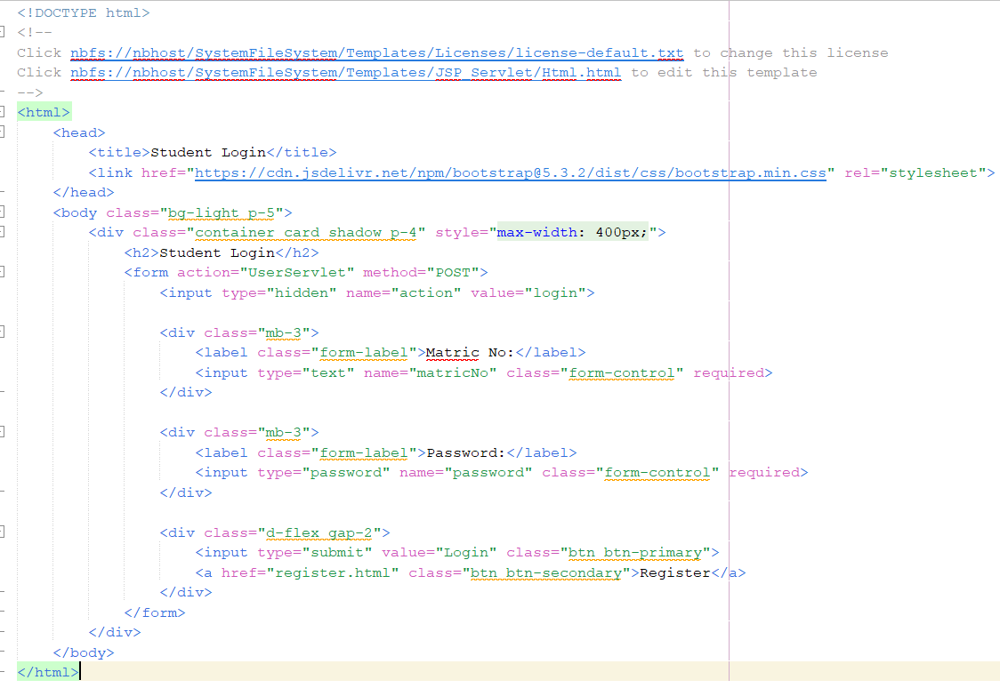 <!DOCTYPE html>
<!--
Click nbfs://nbhost/SystemFileSystem/Templates/Licenses/license-default.txt to change this license
Click nbfs://nbhost/SystemFileSystem/Templates/JSP_Servlet/Html.html to edit this template
-->
<html>
    <head>
        <title>Student Login</title>
        <link href="https://cdn.jsdelivr.net/npm/bootstrap@5.3.2/dist/css/bootstrap.min.css" rel="stylesheet">
    </head>
    <body class="bg-light p-5">
        <div class="container card shadow p-4" style="max-width: 400px;">
            <h2>Student Login</h2>
            <form action="UserServlet" method="POST">
                <input type="hidden" name="action" value="login">

                <div class="mb-3">
                    <label class="form-label">Matric No:</label>
                    <input type="text" name="matricNo" class="form-control" required>
                </div>

                <div class="mb-3">
                    <label class="form-label">Password:</label>
                    <input type="password" name="password" class="form-control" required>
                </div>

                <div class="d-flex gap-2">
                    <input type="submit" value="Login" class="btn btn-primary">
                    <a href="register.html" class="btn btn-secondary">Register</a>
                </div>
            </form>
        </div>
    </body>
</html>